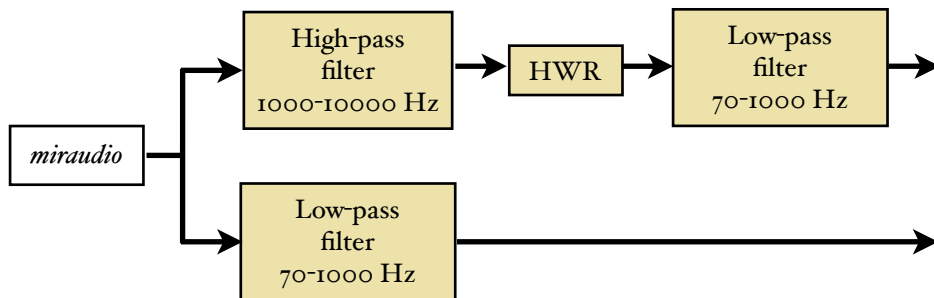 High-pass
filter
1000-10000 Hz
HWR
Low-pass
filter
70-1000 Hz
miraudio
Low-pass
filter
70-1000 Hz